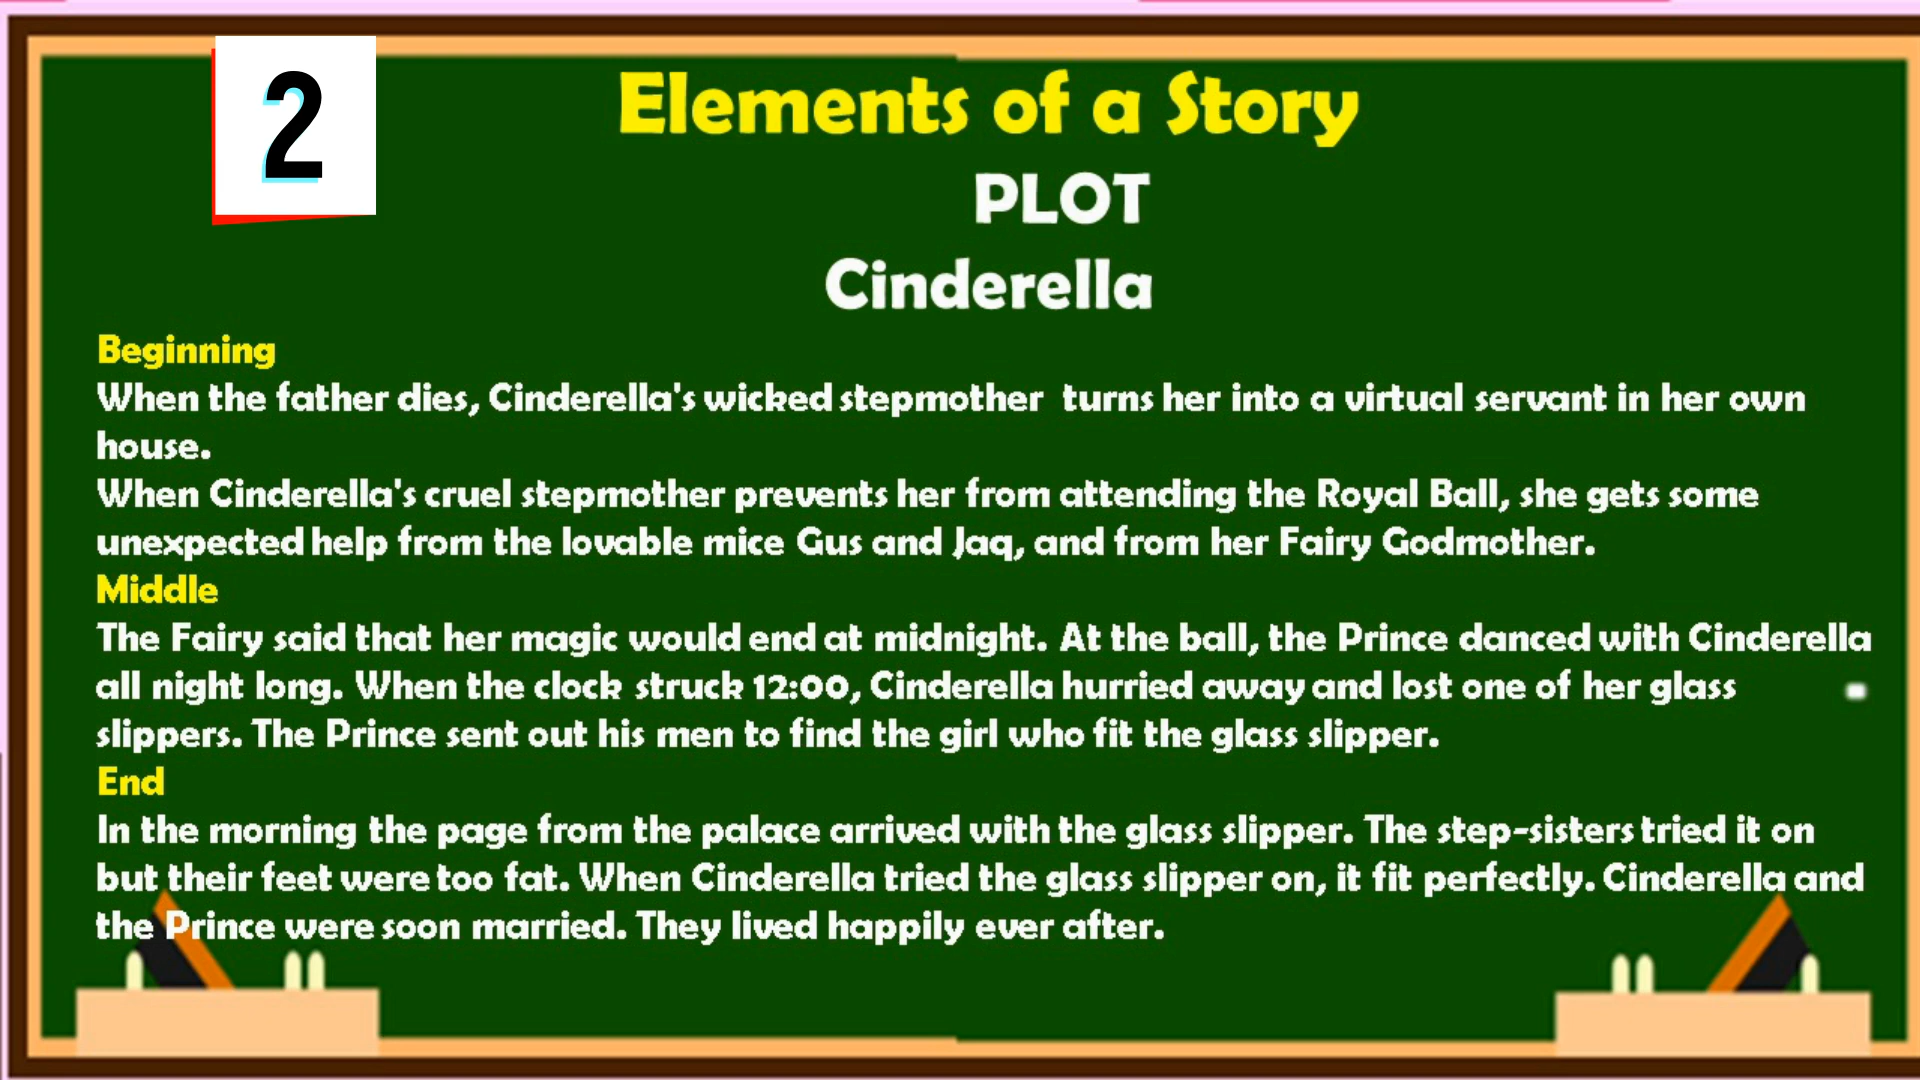 2
Elements of a Story
PLOT
Cinderella
Beginning
When the father dies, Cinderella's wicked stepmother turns her into a virtual servant in her own
house.
When Cinderella's cruel stepmother prevents her from attending the Royal Ball, she gets some
unexpected help from the lovable mice Gus and Jaq, and from her Fairy Godmother.
Middle
The Fairy said that her magic would end at midnight. At the ball, the Prince danced with Cinderella
all night long. When the clock struck 12:00, Cinderella hurried away and lost one of her glass
slippers. The Prince sent out his men to find the girl who fit the glass slipper.
End
In the morning the page from the palace arrived with the glass slipper. The step-sisters tried it on
but their feet were too fat. When Cinderella tried the glass slipper on, it fit perfectly. Cinderella and
the Prince were soon married. They lived happily ever after.